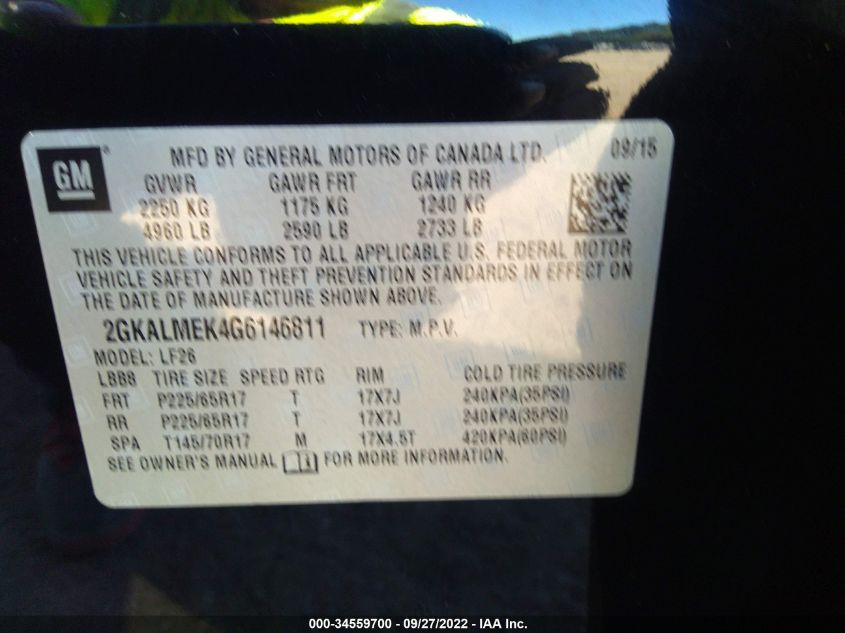 GM ® MFD BY GENERAL MOTORS OF CANADA LTD. 09/15
GVWR GAWR FRT GAWR RR
2250 KG 1175 KG 1240 KG
4960 LB 2590 LB 2733 LB
THIS VEHICLE CONFORMS TO ALL APPLICABLE U.S. FEDERAL MOTOR
VEHICLE SAFETY AND THEFT PREVENTION STANDARDS IN EFFECT ON
THE DATE OF MANUFACTURE SHOWN ABOVE.
2GKALMEK4G6146811 TYPE: M.P.V.
MODEL: LF26
LBBB TIRE SIZE SPEED RTG RIM COLD TIRE PRESSURE
FRT P225/65R17 T 17X7J 240KPA(35PSI)
RR P225/65R17 T 17X7J 240KPA(35PSI)
SPA T145/70R17 M 17X4.5T 420KPA(60PSI)
SEE OWNER'S MANUAL FOR MORE INFORMATION.
000-34559700 - 09/27/2022 - IAA Inc.